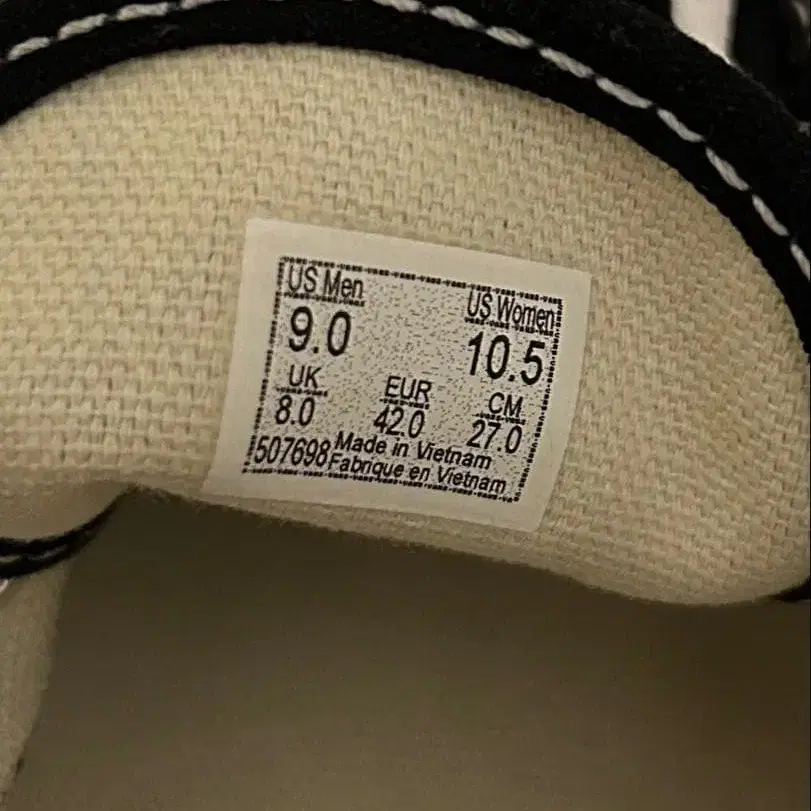 US Men US Women
9.0 10.5
UK EUR CM
8.0 42.0 27.0
507698 Made in Vietnam
Fabrique en Vietnam